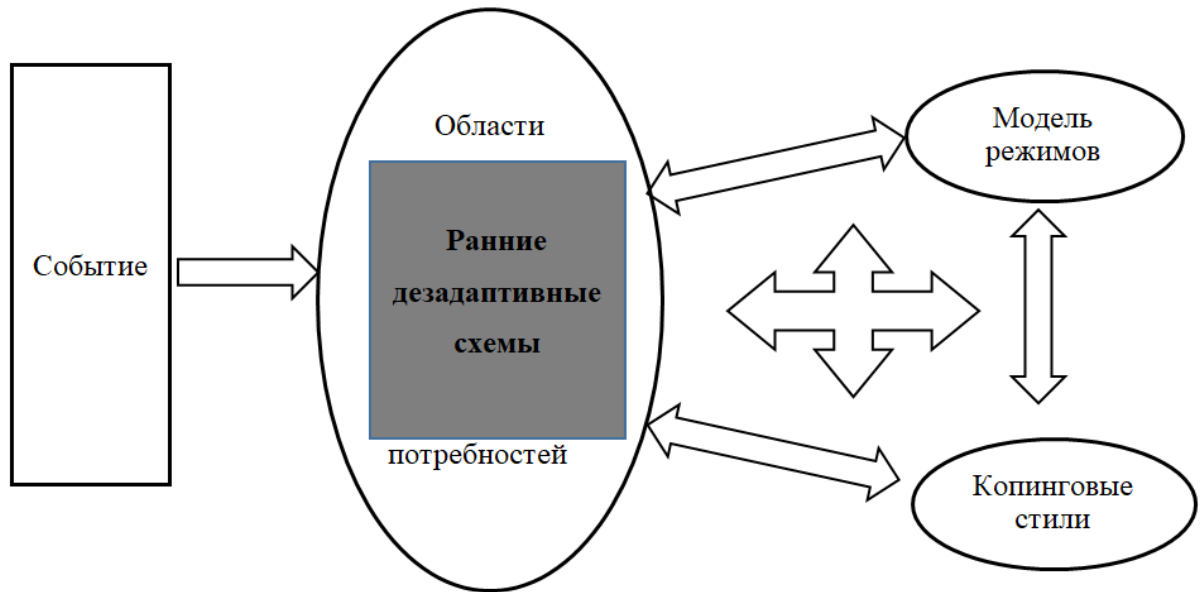 Событие
Области
Ранние
дезадаптивные
схемы
потребностей
Модель
режимов
Копинговые
стили